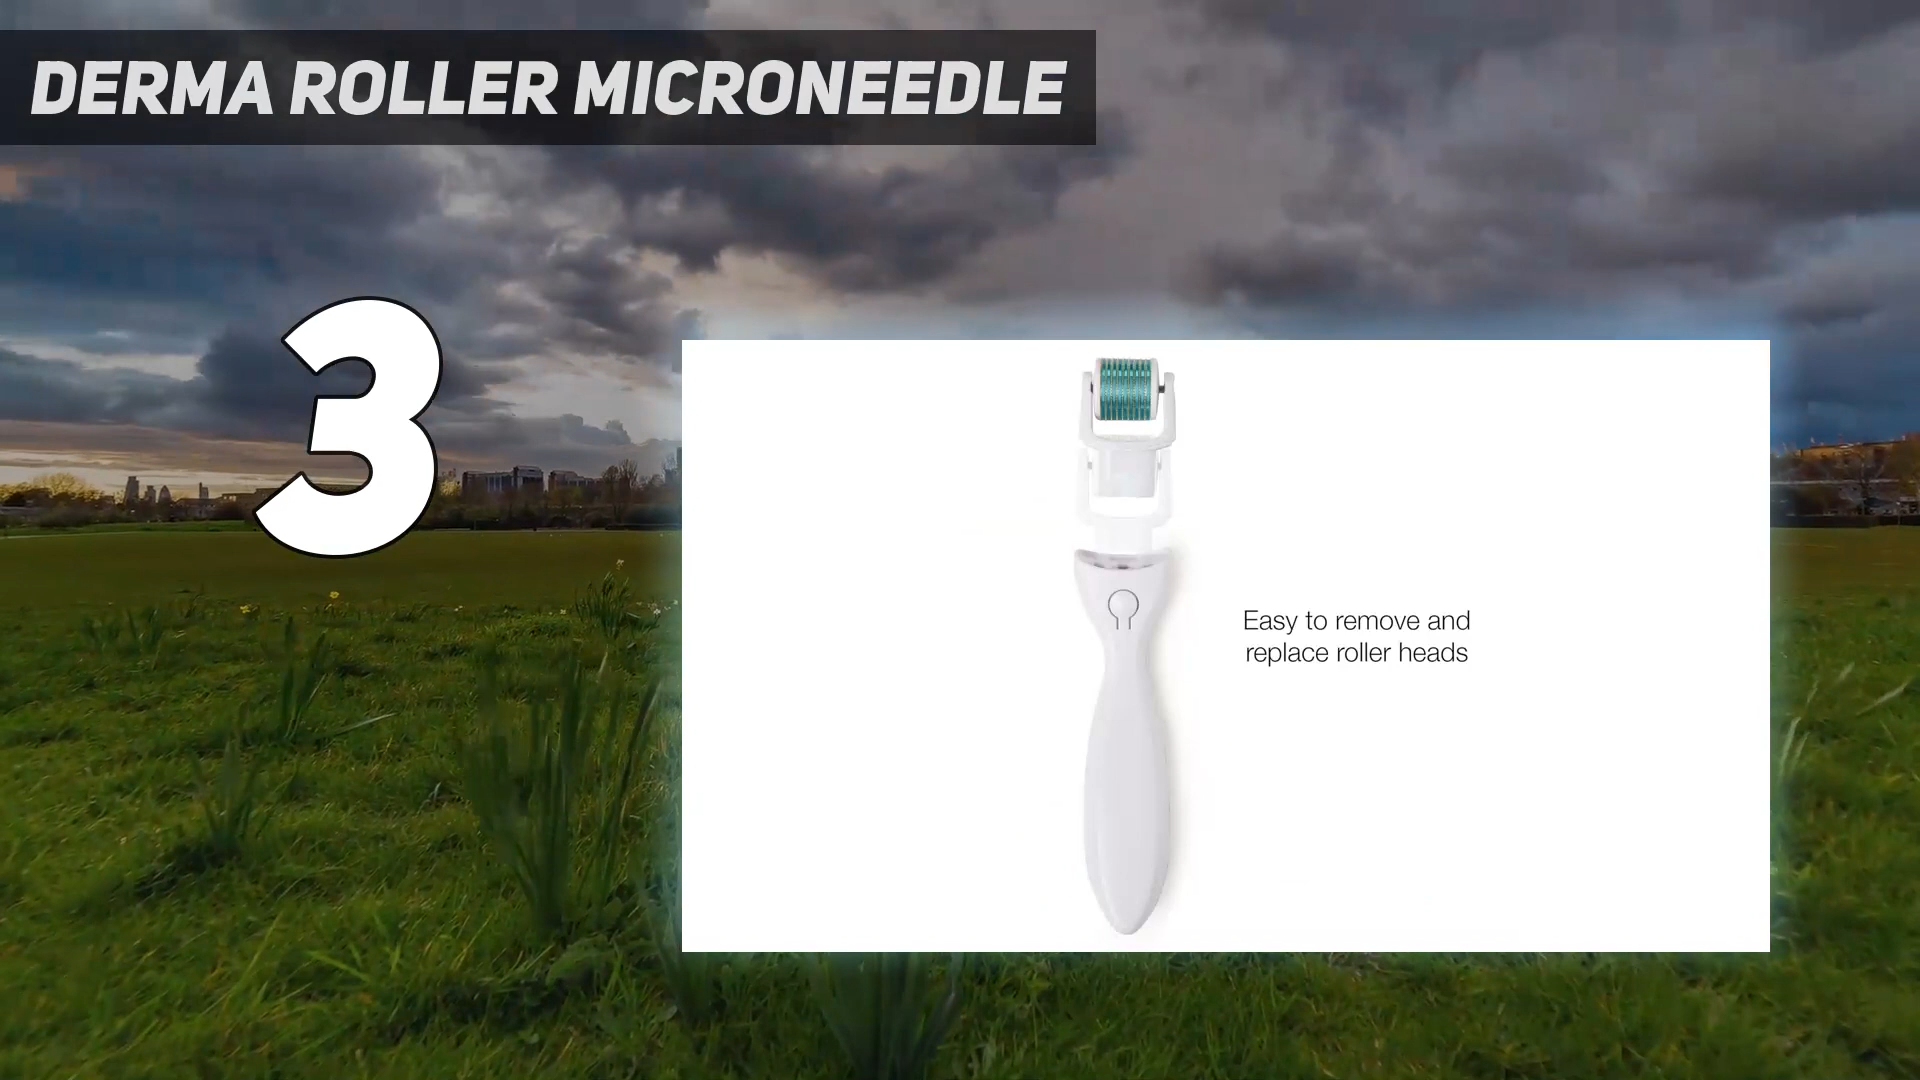 DERMA ROLLER MICRONEEDLE
3
Easy to remove and
replace roller heads